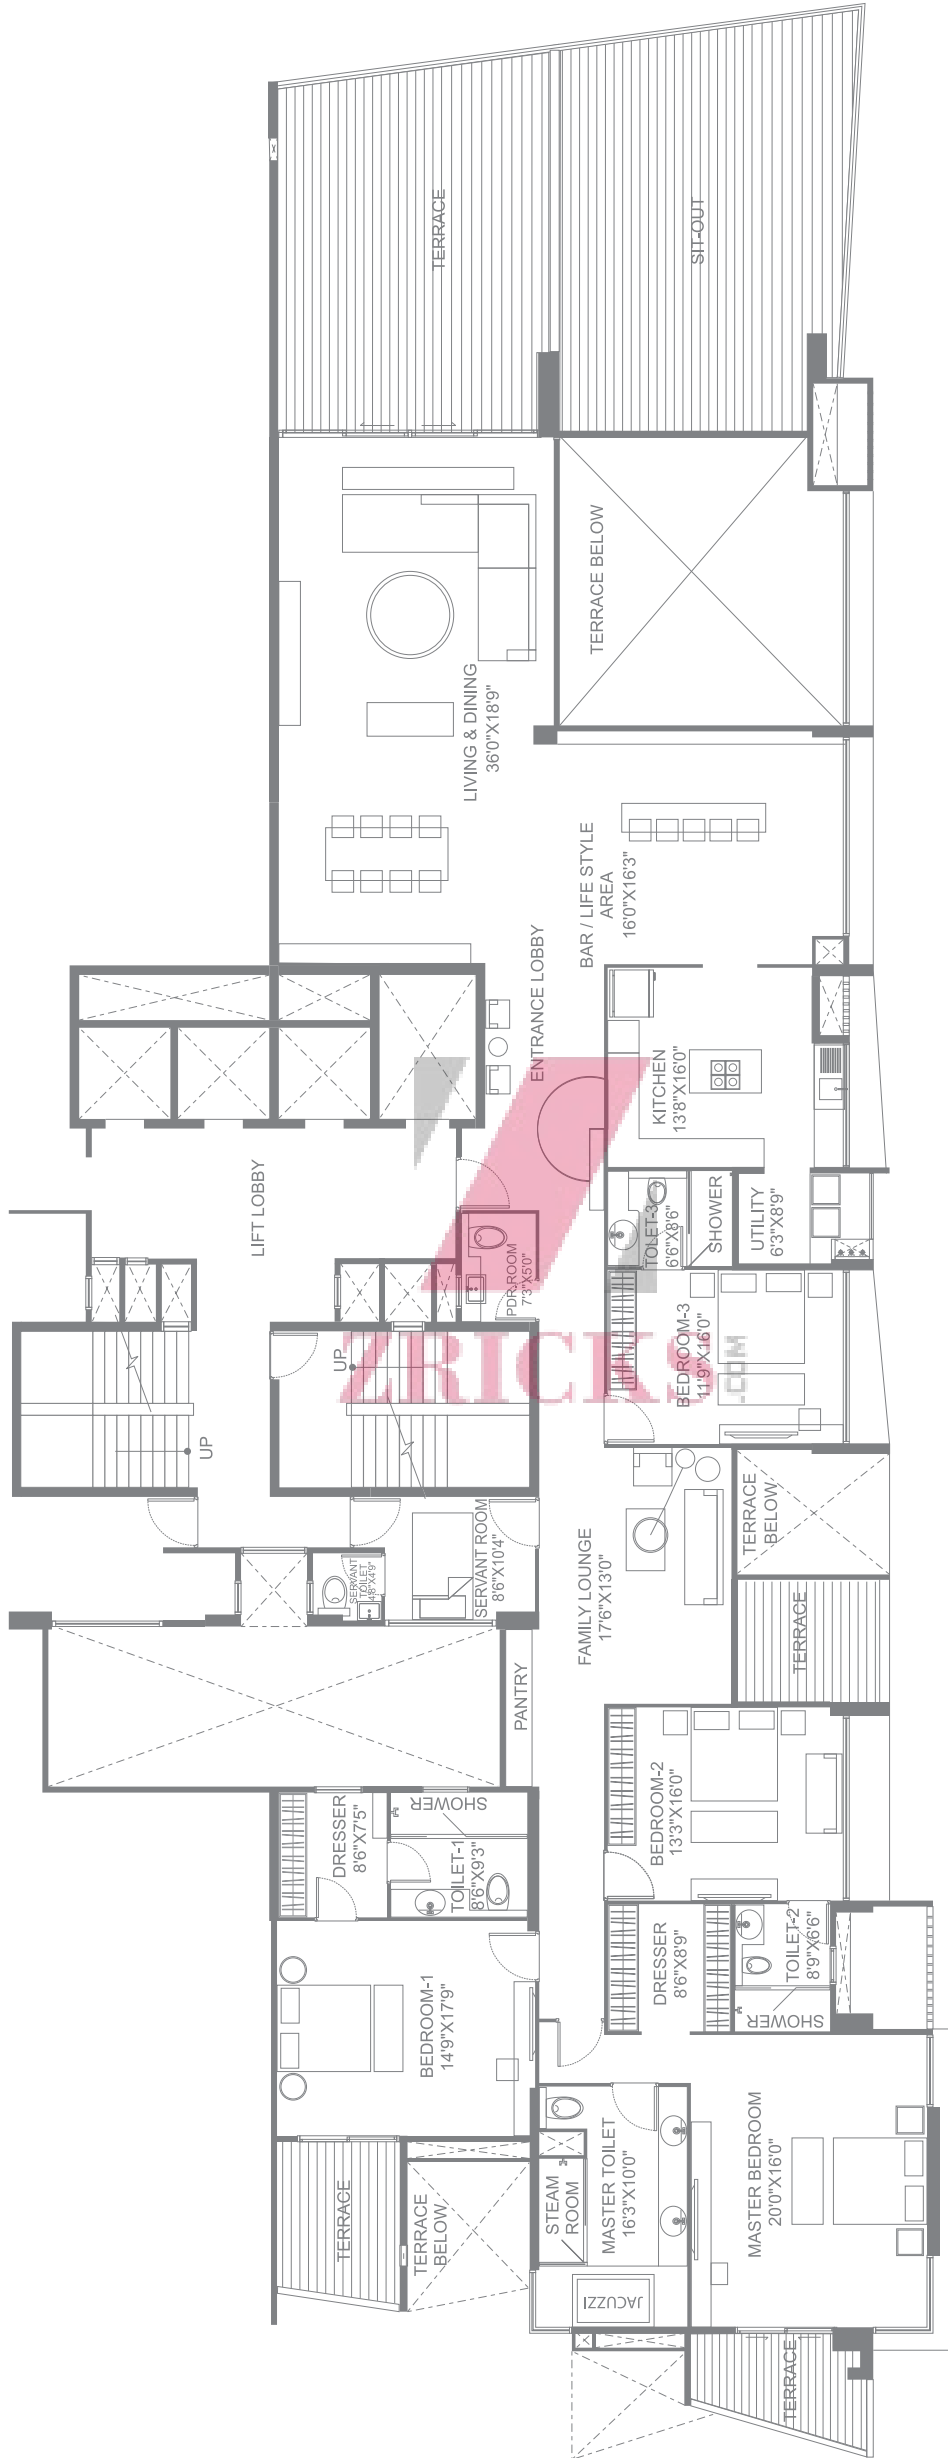 TERRACE
SIT-OUT
TERRACE BELOW
LIVING & DINING
36'0"X18'9"
BAR / LIFE STYLE
AREA
16'0"X16'3"
ENTRANCE LOBBY
KITCHEN
13'8"X16'0"
LIFT LOBBY
TOILET-3
6'6"X8'6"
SHOWER
UTILITY
6'3"X8'9"
PDR.ROOM
7'3"X5'0"
BEDROOM-3
11'9"X16'0"
UP
UP
ZRICKS
.COM
SERVANT
TOILET
4'8"X4'9"
SERVANT ROOM
8'6"X10'4"
FAMILY LOUNGE
17'6"X13'0"
TERRACE
BELOW
TERRACE
PANTRY
DRESSER
8'6"X7'5"
SHOWER
TOILET-1
8'6"X9'3"
BEDROOM-2
13'3"X16'0"
BEDROOM-1
14'9"X17'9"
DRESSER
8'6"X8'9"
TOILET-2
8'9"X6'6"
SHOWER
TERRACE
TERRACE
BELOW
STEAM
ROOM
MASTER TOILET
16'3"X10'0"
JACUZZI
MASTER BEDROOM
20'0"X16'0"
TERRACE